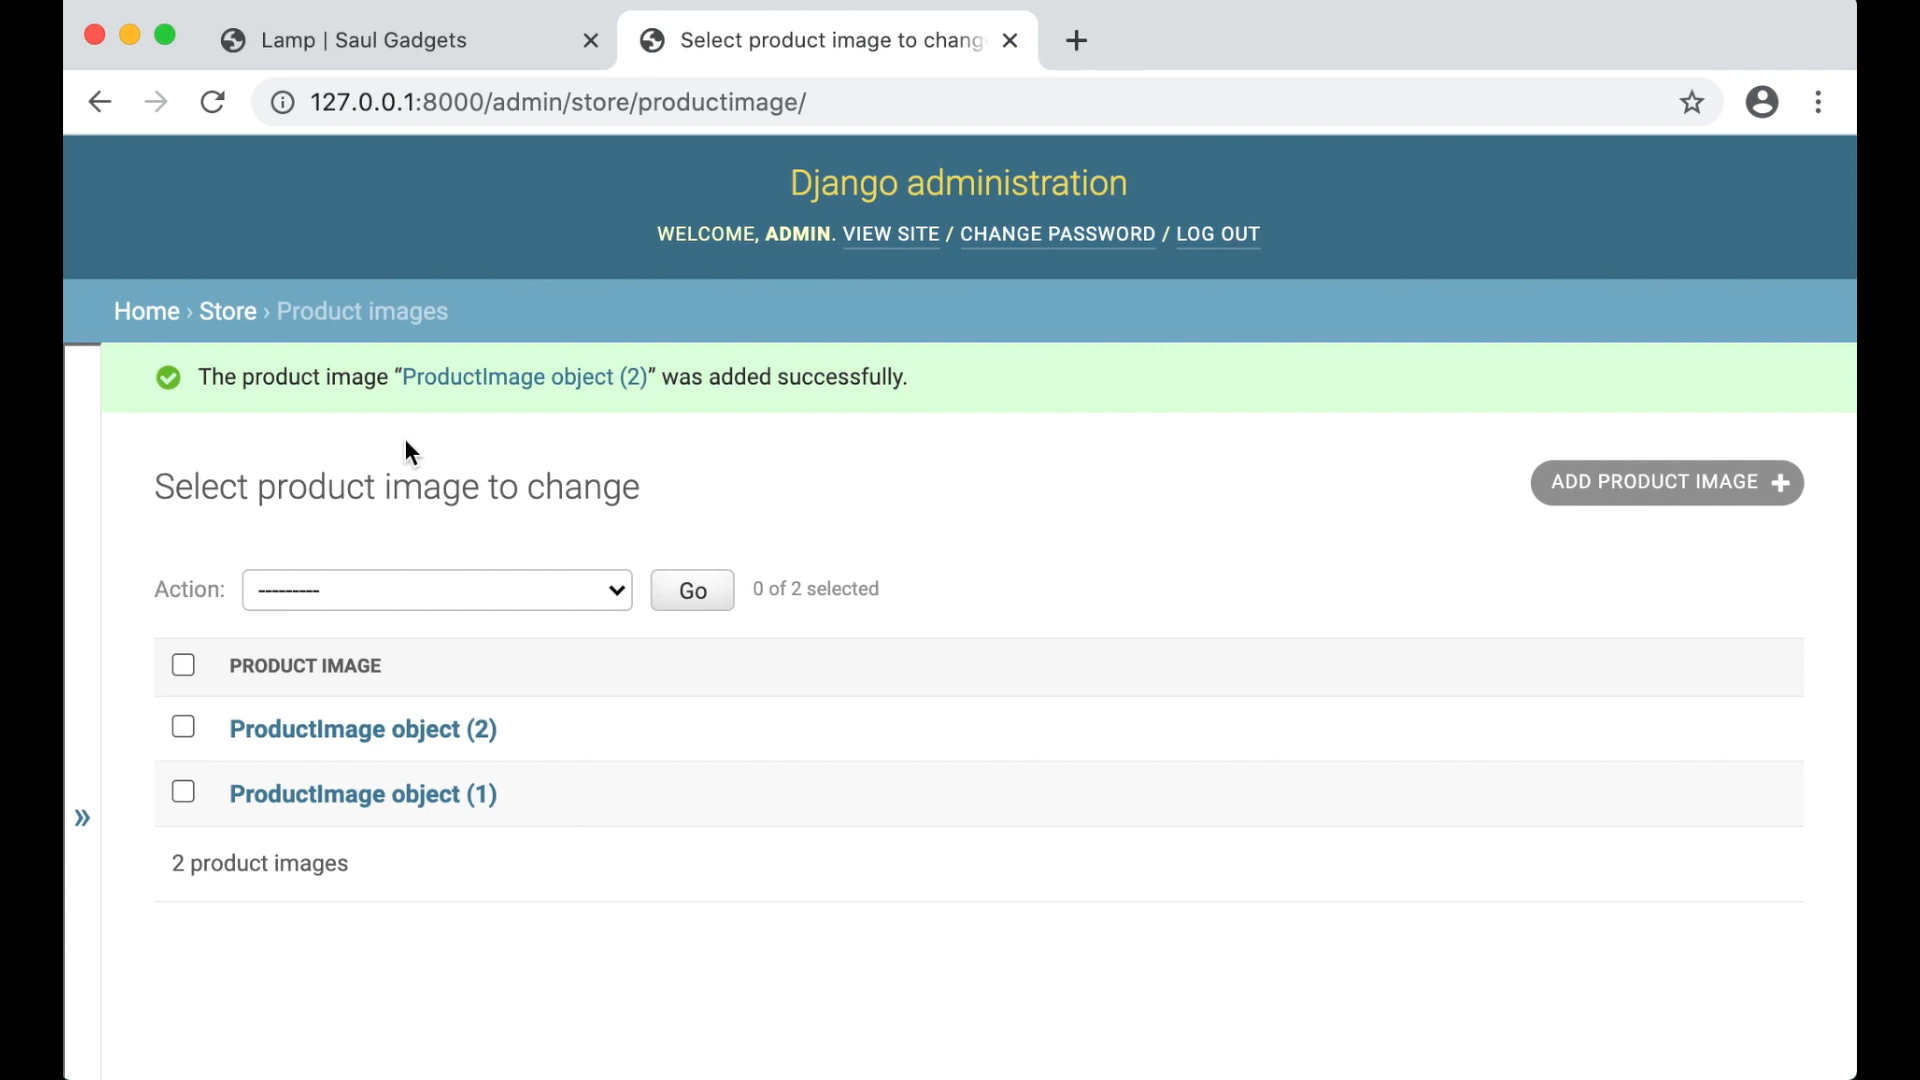 Lamp | Saul Gadgets
Select product image to chang
127.0.0.1:8000/admin/store/productimage/
Django administration
WELCOME, ADMIN. VIEW SITE / CHANGE PASSWORD / LOG OUT
Home › Store › Product images
The product image “ProductImage object (2)” was added successfully.
Select product image to change
ADD PRODUCT IMAGE +
Action: --------- Go 0 of 2 selected
PRODUCT IMAGE
ProductImage object (2)
ProductImage object (1)
»
2 product images